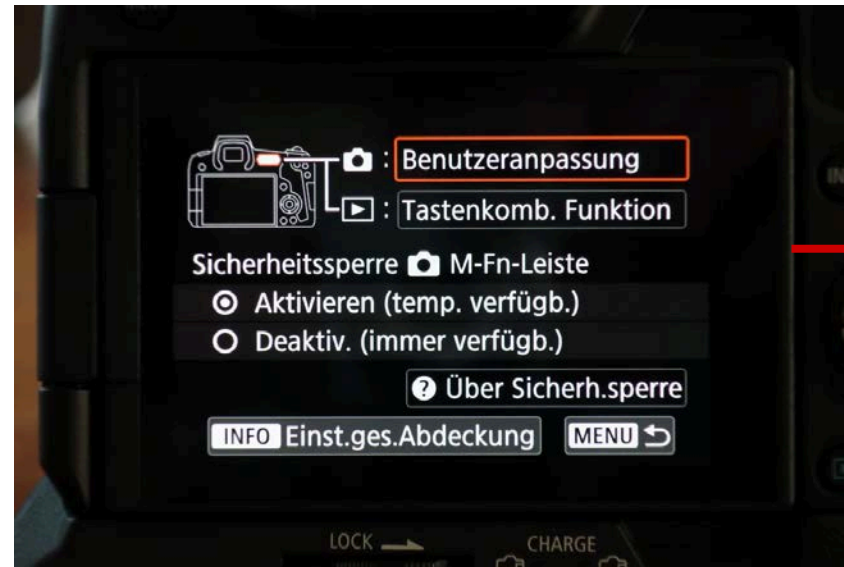 : Benutzeranpassung
: Tastenkomb. Funktion
Sicherheitssperre M-Fn-Leiste
Aktivieren (temp. verfügb.)
Deaktiv. (immer verfügb.)
? Über Sicherh.sperre
INFO Einst.ges.Abdeckung MENU
LOCK CHARGE